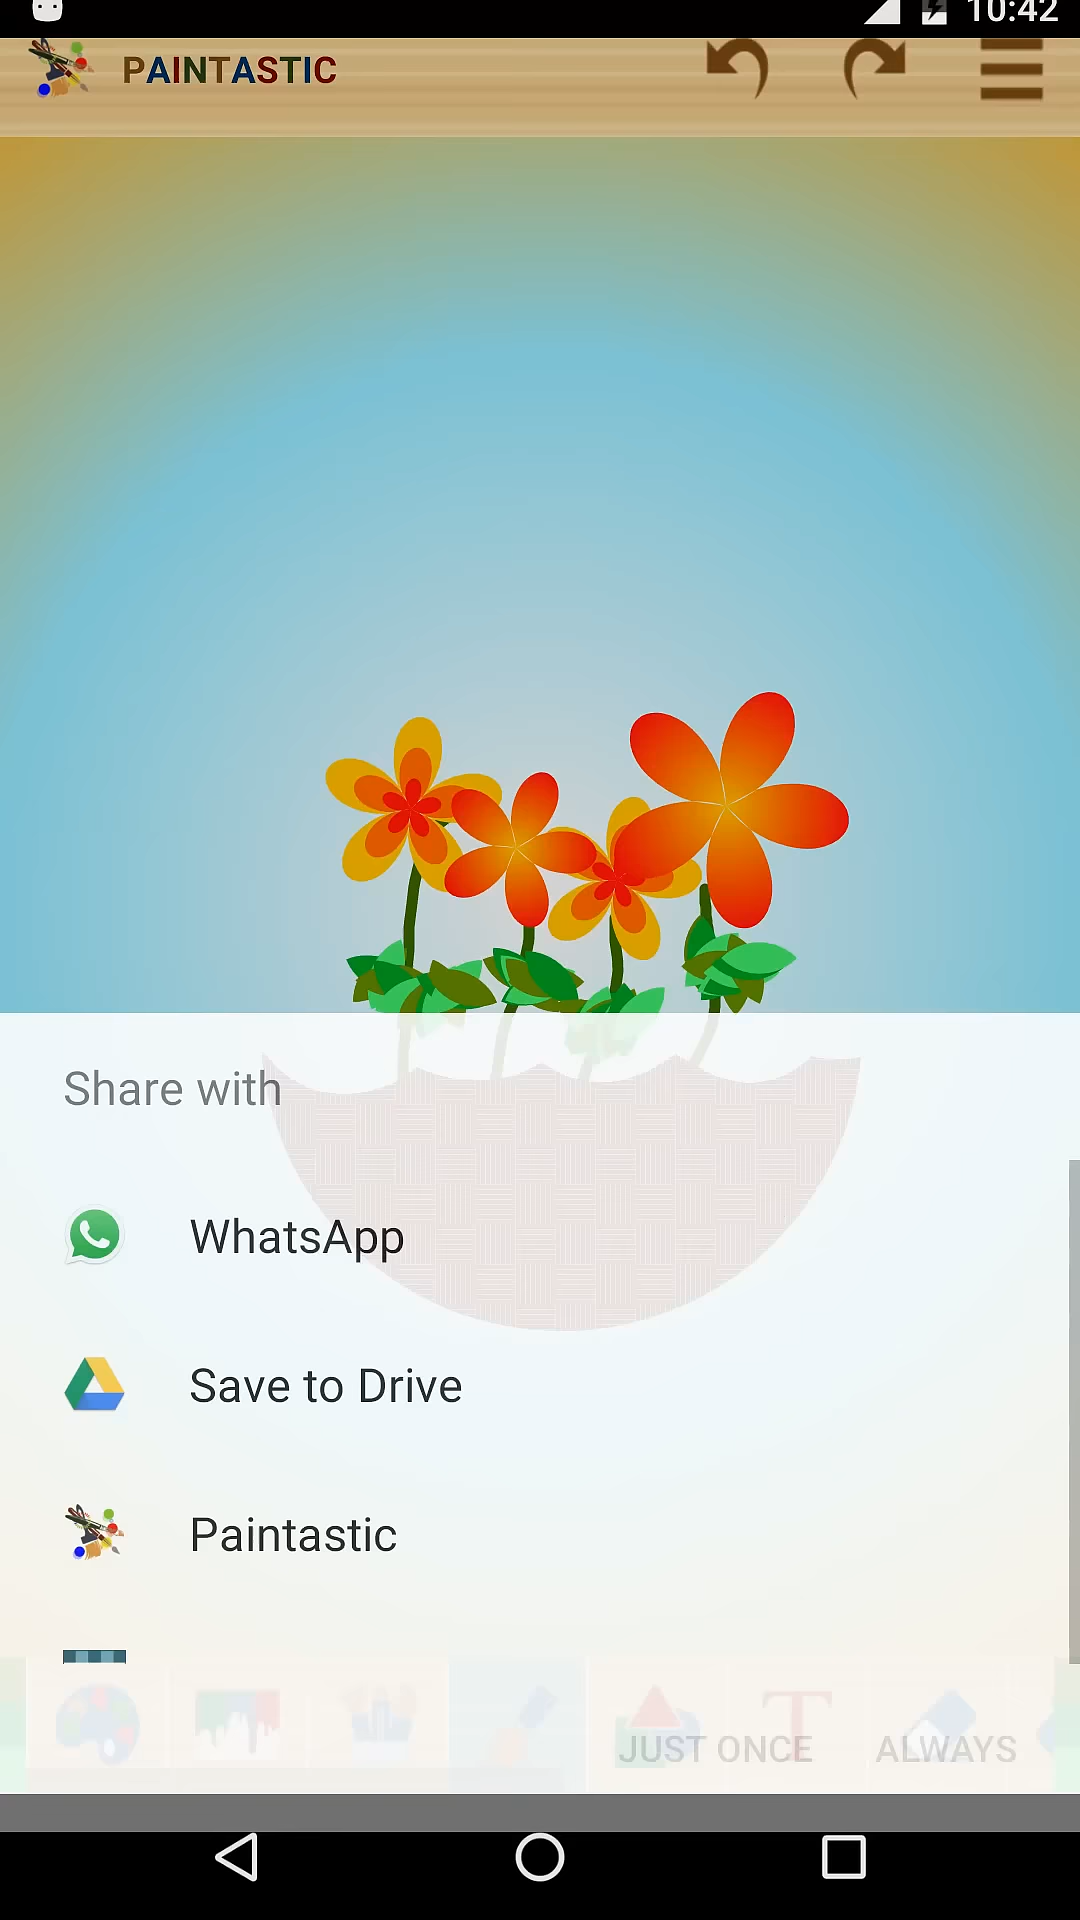 10:42
PAINTASTIC
Share with
WhatsApp
Save to Drive
Paintastic
T
JUST ONCE
ALWAYS